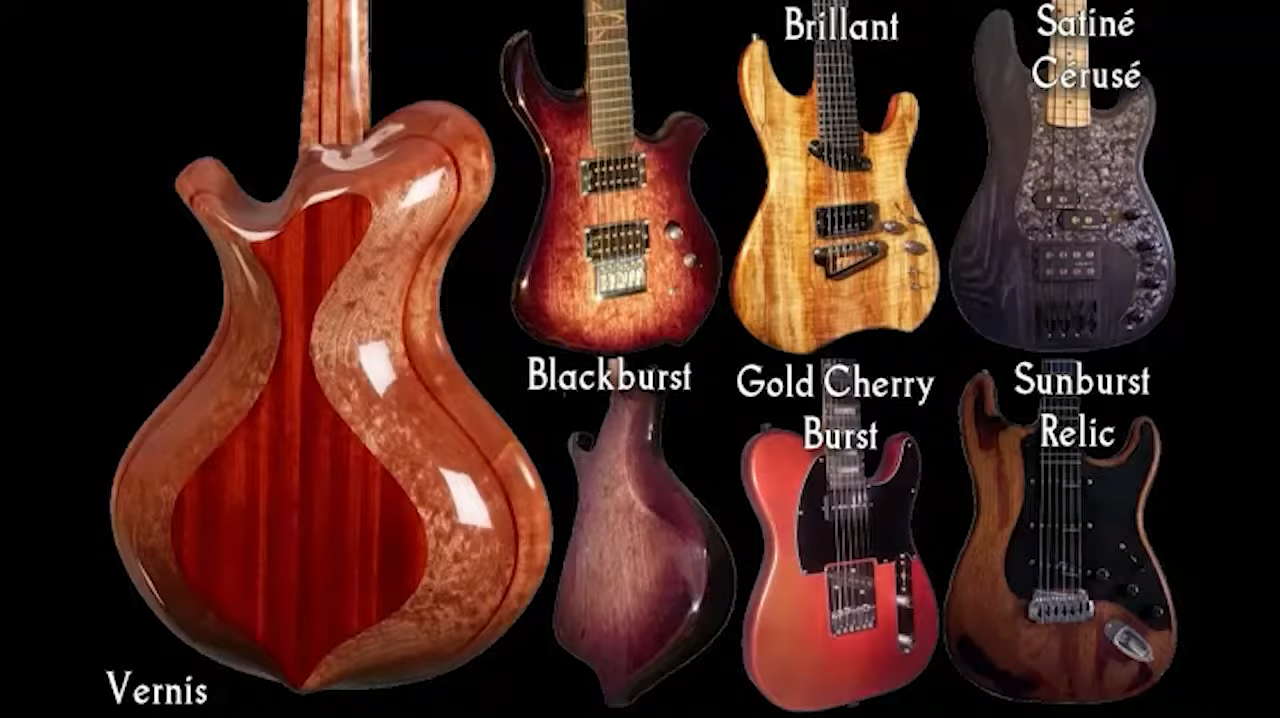 Brillant
Satiné
Cérusé
Blackburst
Gold Cherry
Burst
Sunburst
Relic
Vernis